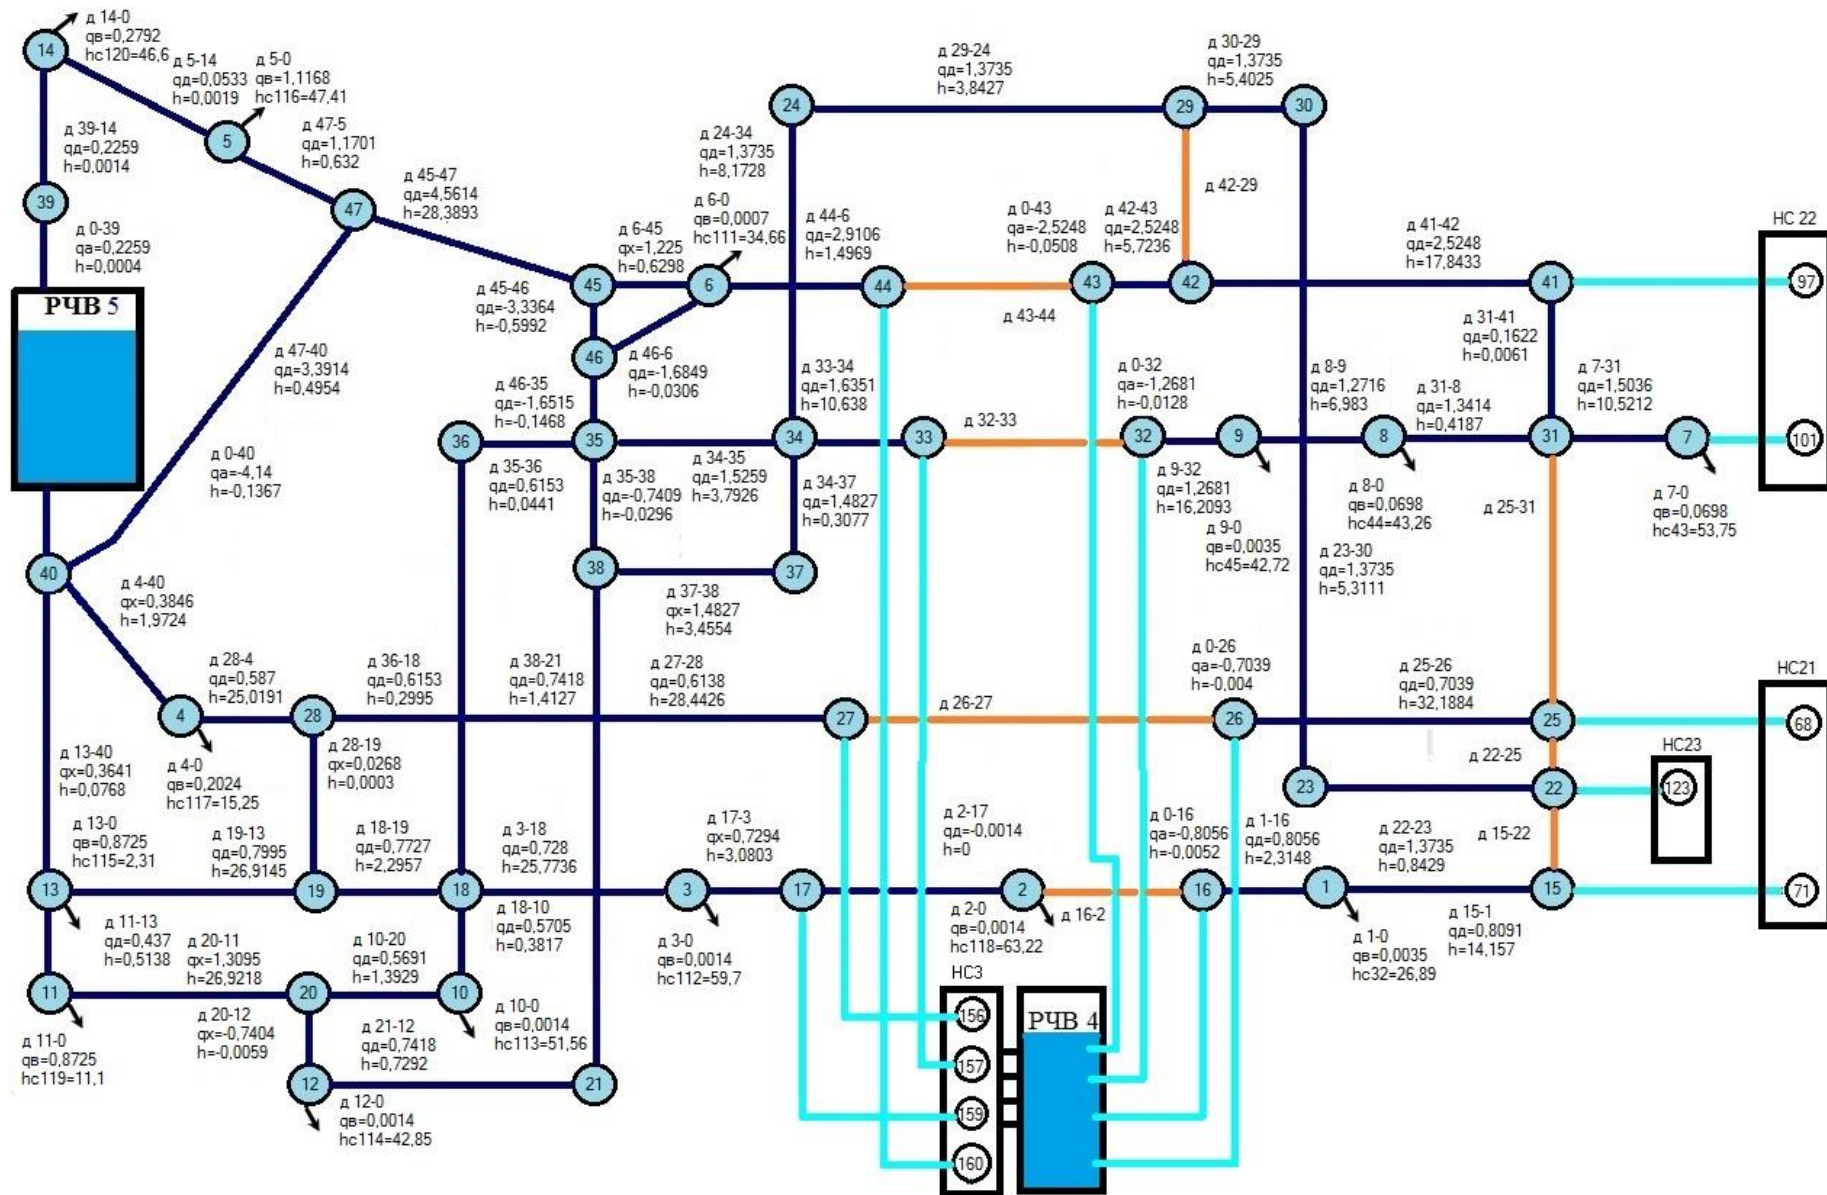 д 14-0
qв=0,2792
hс120=46,6
14
д 5-14
qд=0,0533
h=0,0019
д 5-0
qв=1,1168
hс116=47,41
5
д 39-14
qд=0,2259
h=0,0014
39
д 47-5
qд=1,1701
h=0,632
47
д 0-39
qа=0,2259
h=0,0004
РЧВ 5
д 45-47
qд=4,5614
h=28,3893
д 47-40
qд=3,3914
h=0,4954
д 0-40
qа=-4,14
h=-0,1367
40
д 29-24
qд=1,3735
h=3,8427
24
29
д 30-29
qд=1,3735
h=5,4025
30
д 24-34
qд=1,3735
h=8,1728
д 42-29
д 6-0
qв=0,0007
hс111=34,66
д 6-45
qх=1,225
h=0,6298
45
6
д 44-6
qд=2,9106
h=1,4969
44
д 0-43
qа=-2,5248
h=-0,0508
д 43-44
43
д 42-43
qд=2,5248
h=5,7236
42
д 41-42
qд=2,5248
h=17,8433
41
НС 22
97
101
д 45-46
qд=-3,3364
h=-0,5992
46
д 46-6
qд=-1,6849
h=-0,0306
д 46-35
qд=-1,6515
h=-0,1468
36
35
д 35-36
qд=0,6153
h=0,0441
д 35-38
qд=-0,7409
h=-0,0296
д 34-35
qд=1,5259
h=3,7926
34
д 33-34
qд=1,6351
h=10,638
33
д 34-37
qд=1,4827
h=0,3077
д 32-33
д 0-32
qа=-1,2681
h=-0,0128
32
9
д 9-32
qд=1,2681
h=16,2093
д 9-0
qв=0,0035
hс45=42,72
д 8-9
qд=1,2716
h=6,983
8
д 8-0
qв=0,0698
hс44=43,26
д 31-8
qд=1,3414
h=0,4187
д 31-41
qд=0,1622
h=0,0061
31
д 7-31
qд=1,5036
h=10,5212
7
д 7-0
qв=0,0698
hс43=53,75
д 25-31
38
37
д 37-38
qх=1,4827
h=3,4554
д 23-30
qд=1,3735
h=5,3111
д 4-40
qх=0,3846
h=1,9724
4
д 28-4
qд=0,587
h=25,0191
28
д 36-18
qд=0,6153
h=0,2995
д 38-21
qд=0,7418
h=1,4127
д 27-28
qд=0,6138
h=28,4426
27
д 26-27
д 0-26
qа=-0,7039
h=-0,004
26
д 25-26
qд=0,7039
h=32,1884
25
НС21
68
71
д 13-40
qх=0,3641
h=0,0768
д 4-0
qв=0,2024
hс117=15,25
д 28-19
qх=0,0268
h=0,0003
д 22-25
НС23
123
23
22
д 13-0
qв=0,8725
hс115=2,31
13
д 19-13
qд=0,7995
h=26,9145
19
д 18-19
qд=0,7727
h=2,2957
18
д 3-18
qд=0,728
h=25,7736
д 17-3
qх=0,7294
h=3,0803
3
17
д 2-17
qд=-0,0014
h=0
2
д 0-16
qа=-0,8056
h=-0,0052
16
д 1-16
qд=0,8056
h=2,3148
1
д 22-23
qд=1,3735
h=0,8429
д 15-22
15
д 11-13
qд=0,437
h=0,5138
11
д 20-11
qх=1,3095
h=26,9218
20
д 10-20
qд=0,5691
h=1,3929
10
д 18-10
qд=0,5705
h=0,3817
д 3-0
qв=0,0014
hс112=59,7
д 2-0
qв=0,0014
hс118=63,22
д 16-2
д 1-0
qв=0,0035
hс32=26,89
д 15-1
qд=0,8091
h=14,157
д 11-0
qв=0,8725
hс119=11,1
д 20-12
qх=-0,7404
h=-0,0059
12
д 21-12
qд=0,7418
h=0,7292
д 10-0
qв=0,0014
hс113=51,56
21
д 12-0
qв=0,0014
hс114=42,85
НС3
156
157
159
160
РЧВ 4